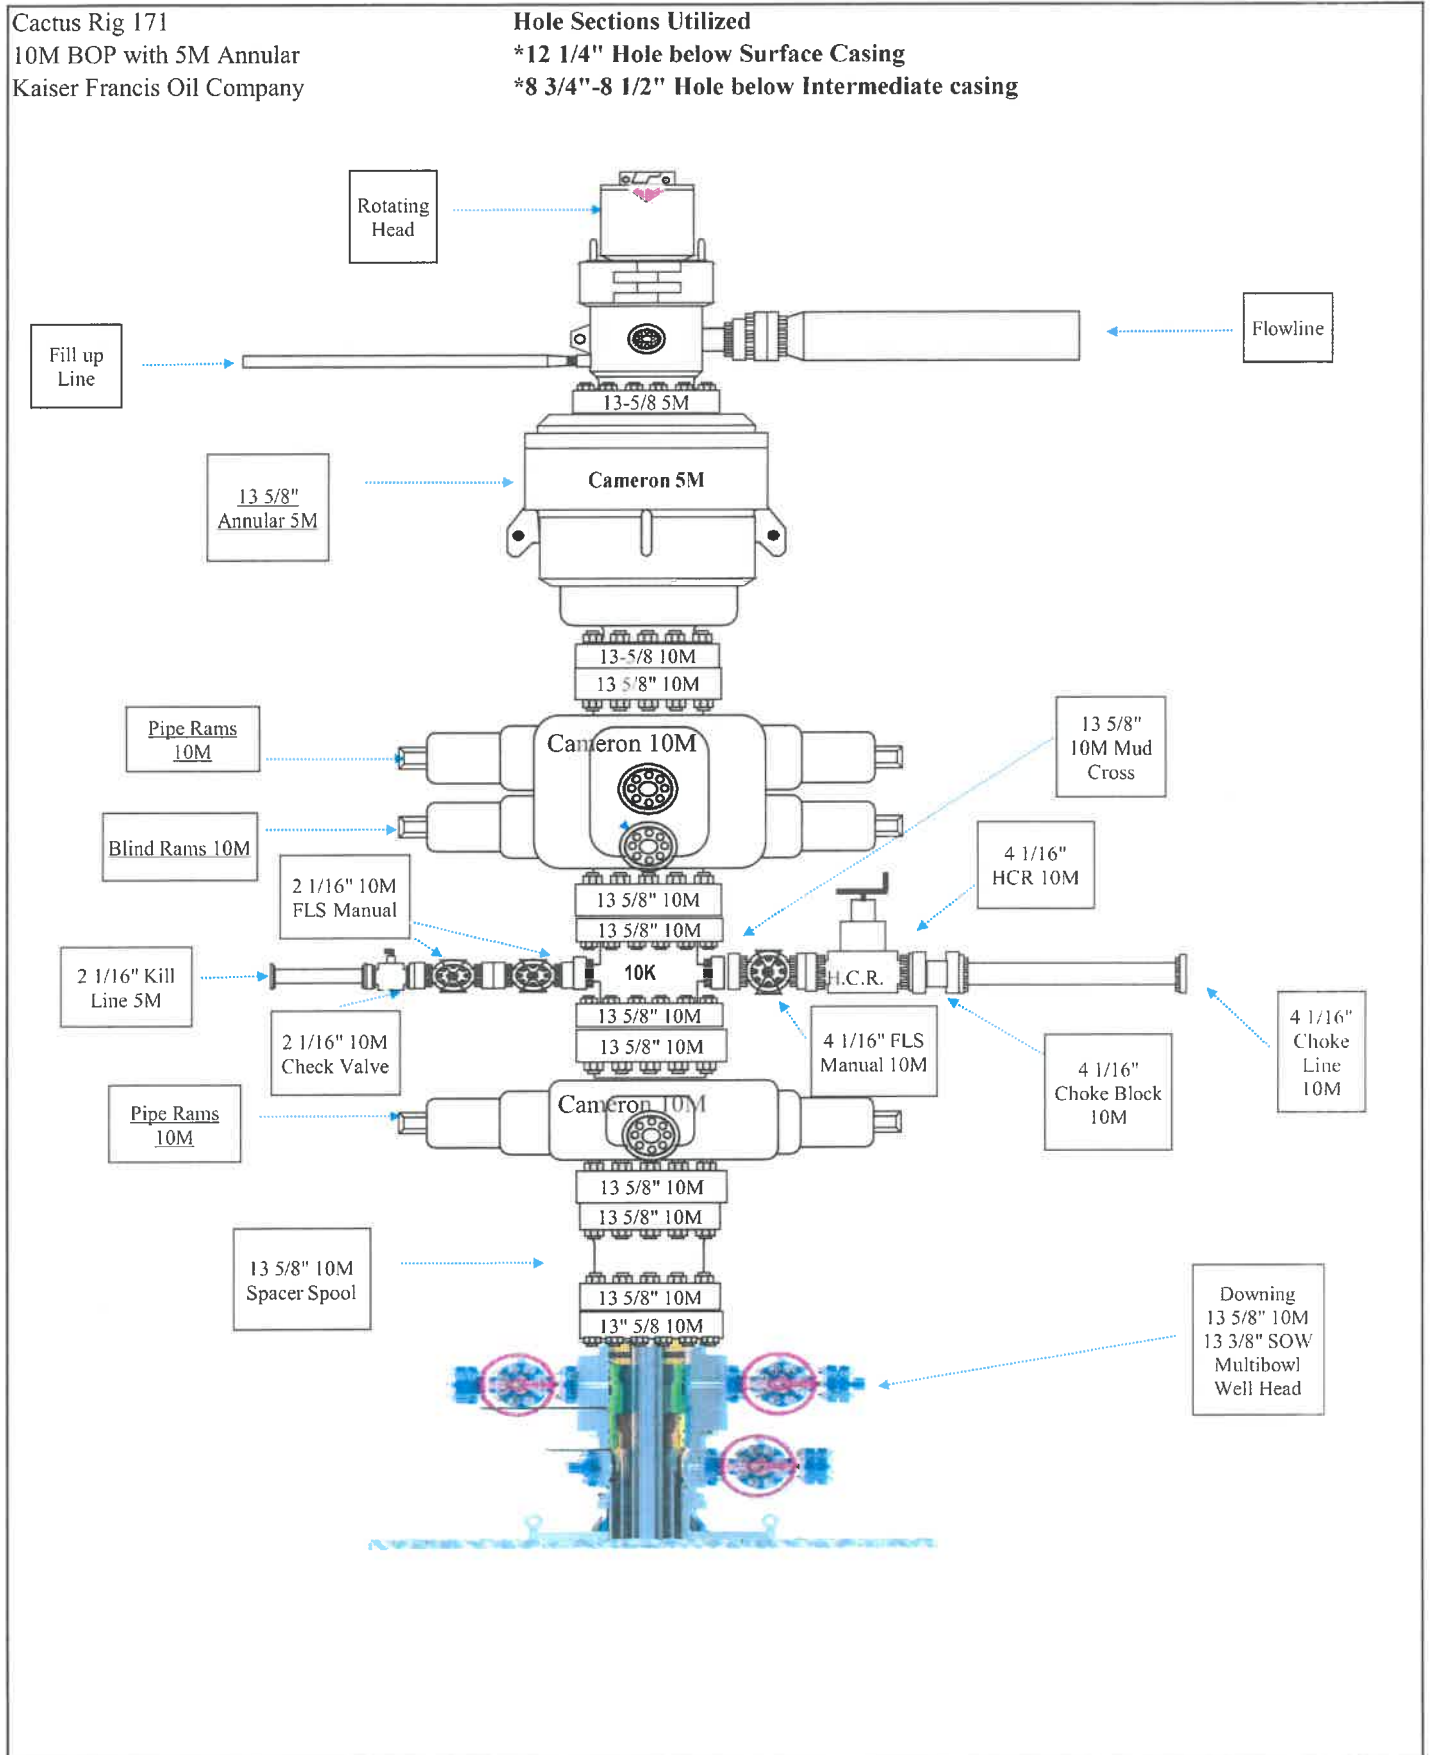 Cactus Rig 171
10M BOP with 5M Annular
Kaiser Francis Oil Company
Hole Sections Utilized
*12 1/4" Hole below Surface Casing
*8 3/4"-8 1/2" Hole below Intermediate casing
Rotating
Head
Fill up
Line
Flowline
13-5/8 5M
13 5/8"
Annular 5M
Cameron 5M
13-5/8 10M
13 5/8" 10M
Pipe Rams
10M
Cameron 10M
13 5/8"
10M Mud
Cross
Blind Rams 10M
2 1/16" 10M
FLS Manual
4 1/16"
HCR 10M
13 5/8" 10M
13 5/8" 10M
2 1/16" Kill
Line 5M
10K
H.C.R.
2 1/16" 10M
Check Valve
13 5/8" 10M
13 5/8" 10M
4 1/16" FLS
Manual 10M
4 1/16"
Choke Block
10M
4 1/16"
Choke
Line
10M
Pipe Rams
10M
Cameron 10M
13 5/8" 10M
13 5/8" 10M
13 5/8" 10M
Spacer Spool
13 5/8" 10M
13" 5/8 10M
Downing
13 5/8" 10M
13 3/8" SOW
Multibowl
Well Head